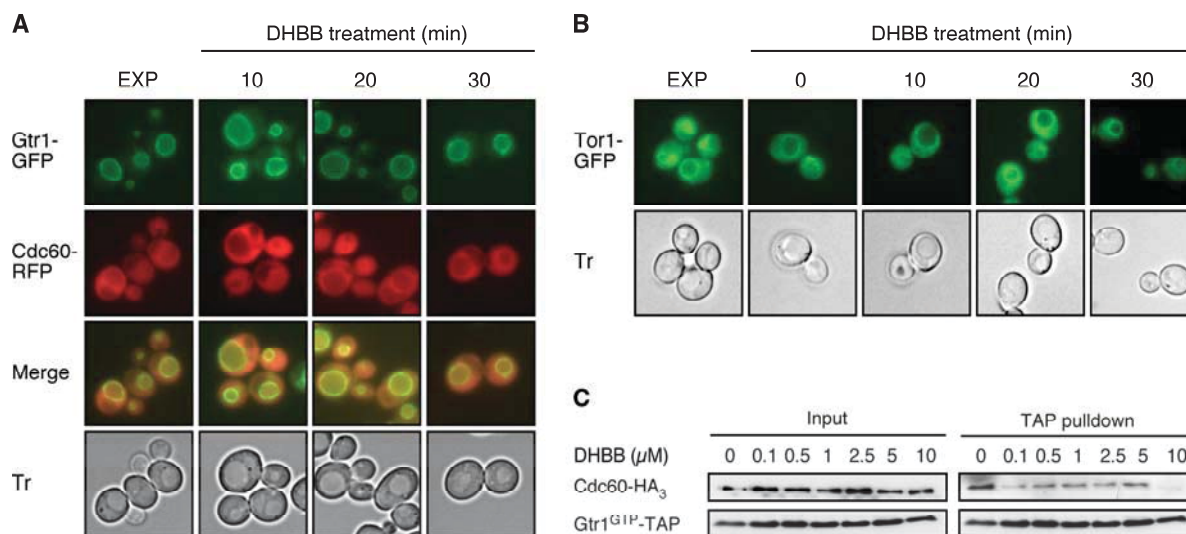 A
DHBB treatment (min)
EXP 10 20 30
Gtr1-
GFP
Cdc60-
RFP
Merge
Tr
B
DHBB treatment (min)
EXP 0 10 20 30
Tor1-
GFP
Tr
C
Input TAP pulldown
DHBB (µM) 0 0.1 0.5 1 2.5 5 10 0 0.1 0.5 1 2.5 5 10
Cdc60-HA3
Gtr1GTP-TAP